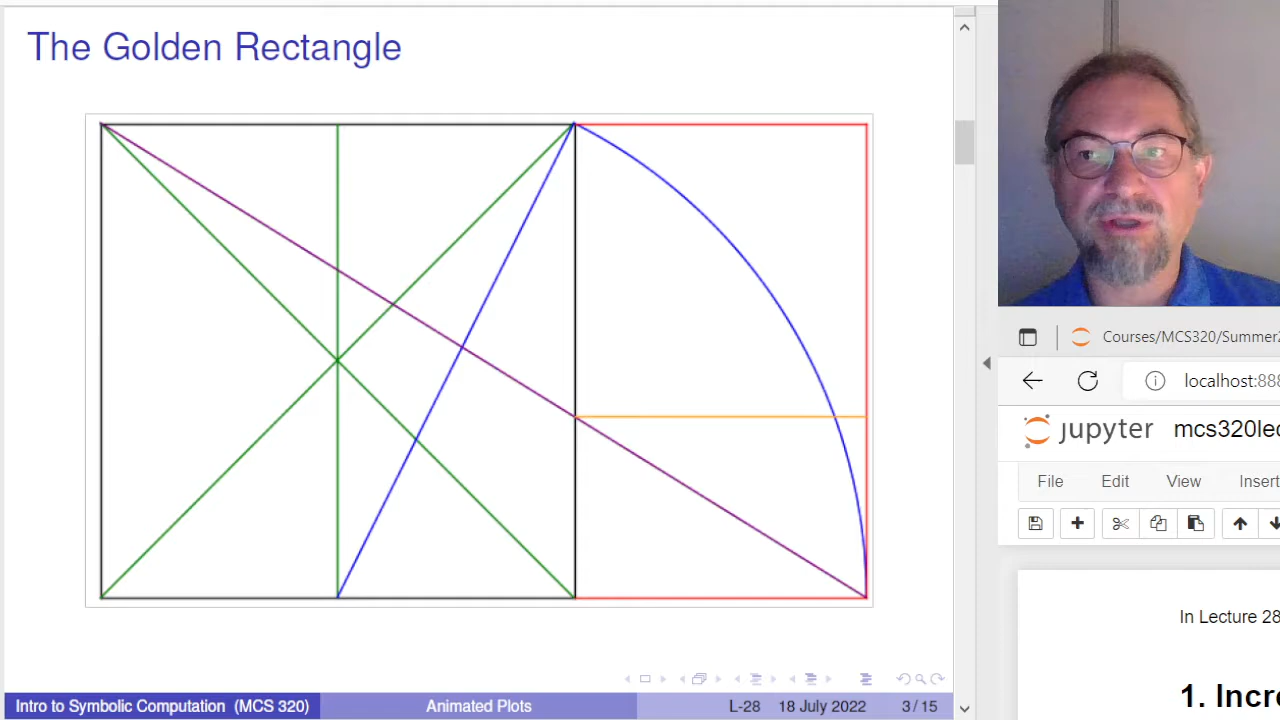 The Golden Rectangle
Intro to Symbolic Computation (MCS 320)
Animated Plots
L-28 18 July 2022 3 / 15
Courses/MCS320/Summer2
localhost:888
jupyter mcs320lec
File Edit View Insert
In Lecture 28
1. Incre